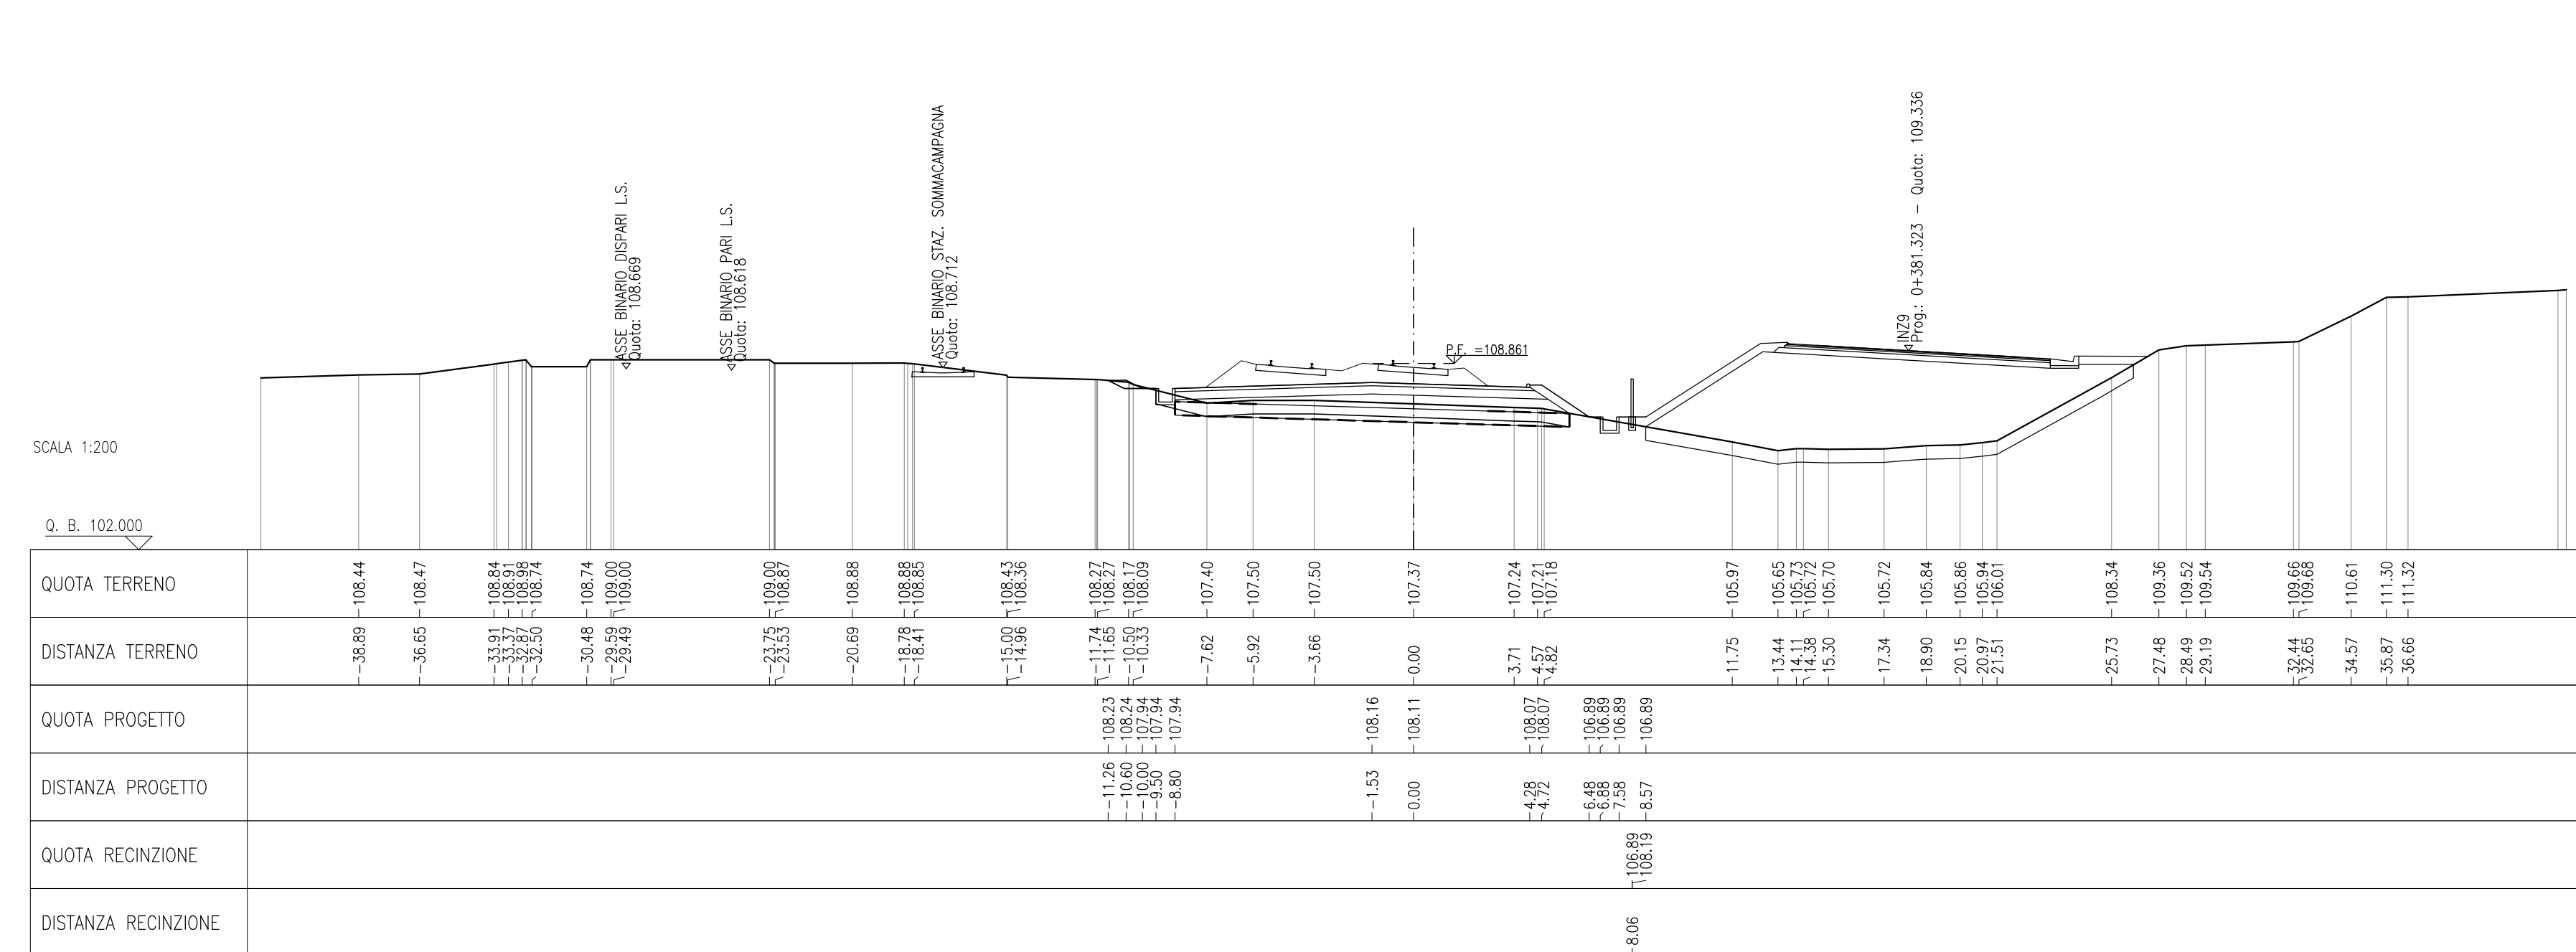 ASSE BINARIO DISPARI L.S.
Quota: 108.669
ASSE BINARIO PARI L.S.
Quota: 108.618
ASSE BINARIO STAZ. SOMMACAMPAGNA
Quota: 108.712
P.F. =108.861
INZ9
Prog.: 0+381.323 - Quota: 109.336
SCALA 1:200
Q. B. 102.000
QUOTA TERRENO
108.44 108.47 108.84 108.91 108.98 108.74 108.74 109.00 109.00 109.00 108.87 108.88 108.88 108.85 108.43 108.36 108.27 108.27 108.17 108.09 107.40 107.50 107.50 107.37 107.24 107.21 107.18 105.97 105.65 105.73 105.72 105.70 105.72 105.84 105.86 105.94 106.01 108.34 109.36 109.52 109.54 109.66 109.68 110.61 111.30 111.32
DISTANZA TERRENO
-38.89 -36.65 -33.91 -33.37 -32.87 -32.50 -30.48 -29.59 -29.49 -23.75 -23.53 -20.69 -18.78 -18.41 -15.00 -14.96 -11.74 -11.65 -10.50 -10.33 -7.62 -5.92 -3.66 0.00 3.71 4.57 4.82 11.75 13.44 14.11 14.38 15.30 17.34 18.90 20.15 20.97 21.51 25.73 27.48 28.49 29.19 32.44 32.65 34.57 35.87 36.66
QUOTA PROGETTO
108.23 108.24 107.94 107.94 107.94 108.16 108.11 108.07 108.07 106.89 106.89 106.89 106.89
DISTANZA PROGETTO
-11.26 -10.60 -10.00 -9.50 -8.80 -1.53 0.00 4.28 4.72 6.48 6.88 7.58 8.57
QUOTA RECINZIONE
106.89 108.19
DISTANZA RECINZIONE
8.06